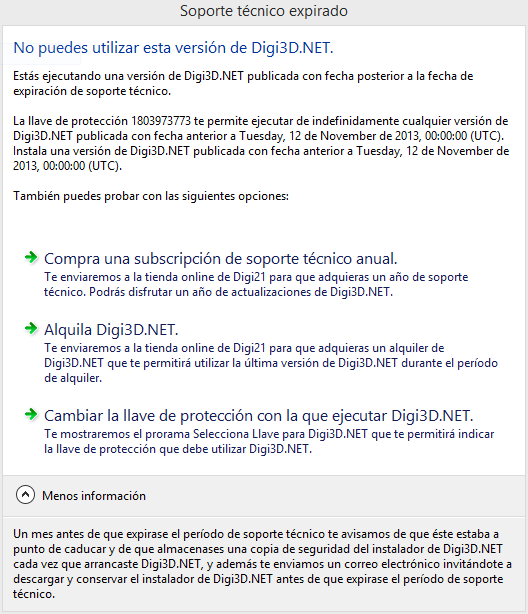 Soporte técnico expirado
No puedes utilizar esta versión de Digi3D.NET.
Estás ejecutando una versión de Digi3D.NET publicada con fecha posterior a la fecha de
expiración de soporte técnico.
La llave de protección 1803973773 te permite ejecutar de indefinidamente cualquier versión de
Digi3D.NET publicada con fecha anterior a Tuesday, 12 de November de 2013, 00:00:00 (UTC).
Instala una versión de Digi3D.NET publicada con fecha anterior a Tuesday, 12 de November de
2013, 00:00:00 (UTC).
También puedes probar con las siguientes opciones:
Compra una subscripción de soporte técnico anual.
Te enviaremos a la tienda online de Digi21 para que adquieras un año de soporte
técnico. Podrás disfrutar un año de actualizaciones de Digi3D.NET.
Alquila Digi3D.NET.
Te enviaremos a la tienda online de Digi21 para que adquieras un alquiler de
Digi3D.NET que te permitirá utilizar la última versión de Digi3D.NET durante el período
de alquiler.
Cambiar la llave de protección con la que ejecutar Digi3D.NET.
Te mostraremos el prorama Selecciona Llave para Digi3D.NET que te permitirá indicar
la llave de protección que debe utilizar Digi3D.NET.
Menos información
Un mes antes de que expirase el período de soporte técnico te avisamos de que éste estaba a
punto de caducar y de que almacenases una copia de seguridad del instalador de Digi3D.NET
cada vez que arrancaste Digi3D.NET, y además te enviamos un correo electrónico invitándote a
descargar y conservar el instalador de Digi3D.NET antes de que expirase el período de soporte
técnico.